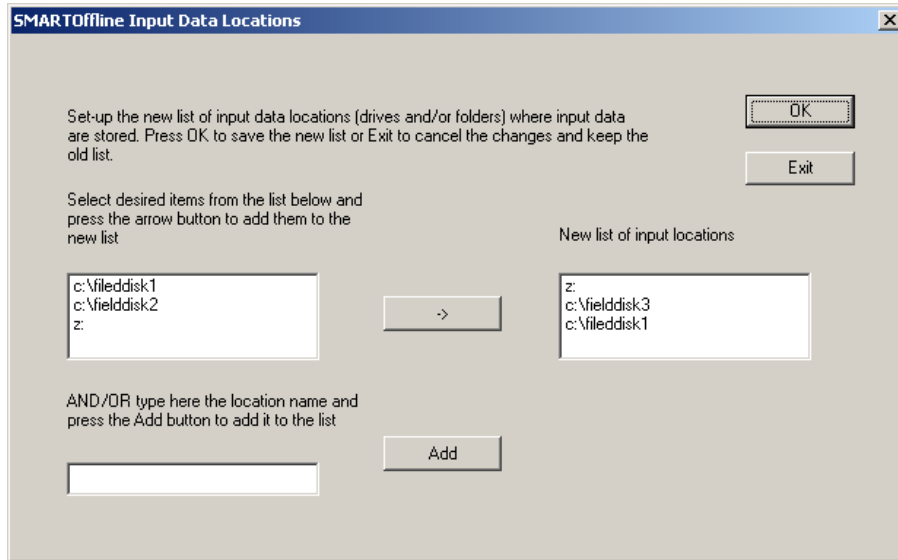 SMARTOffline Input Data Locations
Set-up the new list of input data locations (drives and/or folders) where input data
are stored. Press OK to save the new list or Exit to cancel the changes and keep the
old list.
OK
Exit
Select desired items from the list below and
press the arrow button to add them to the
new list
New list of input locations
c:\fileddisk1
c:\fielddisk2
z:
->
z:
c:\fielddisk3
c:\fileddisk1
AND/OR type here the location name and
press the Add button to add it to the list
Add